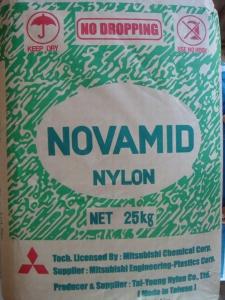 NO DROPPING
KEEP DRY
USE NO HOOK
NOVAMID
NYLON
NET 25kg
Tech. Licensed By : Mitsubishi Chemical Corp.
Supplier : Mitsubishi Engineering-Plastics Corp.
Producer & Supplier : Tai-Young Nylon Co., Ltd.
( Made in Taiwan )